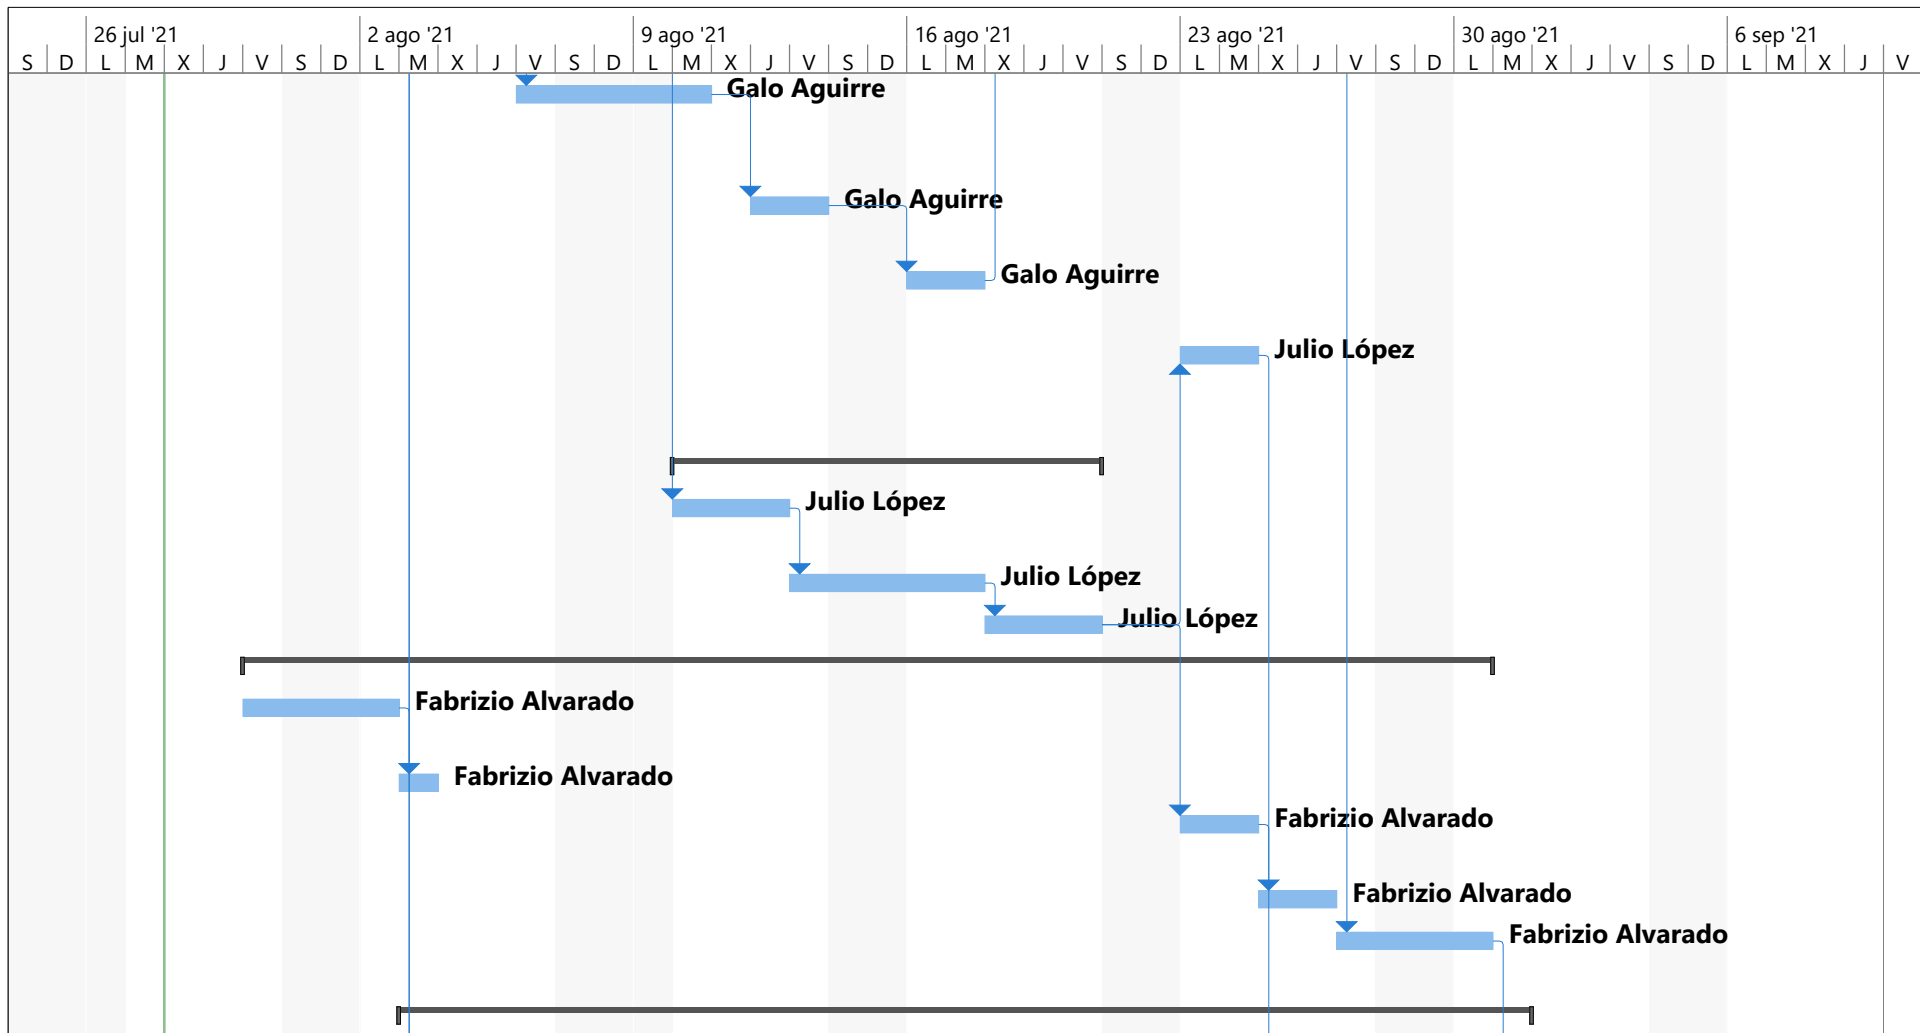 26 jul '21 2 ago '21 9 ago '21 16 ago '21 23 ago '21 30 ago '21 6 sep '21
S D L M X J V S D L M X J V S D L M X J V S D L M X J V S D L M X J V S D L M X J V S D L M X J V
Galo Aguirre
Galo Aguirre
Galo Aguirre
Julio López
Julio López
Julio López
Julio López
Fabrizio Alvarado
Fabrizio Alvarado
Fabrizio Alvarado
Fabrizio Alvarado
Fabrizio Alvarado